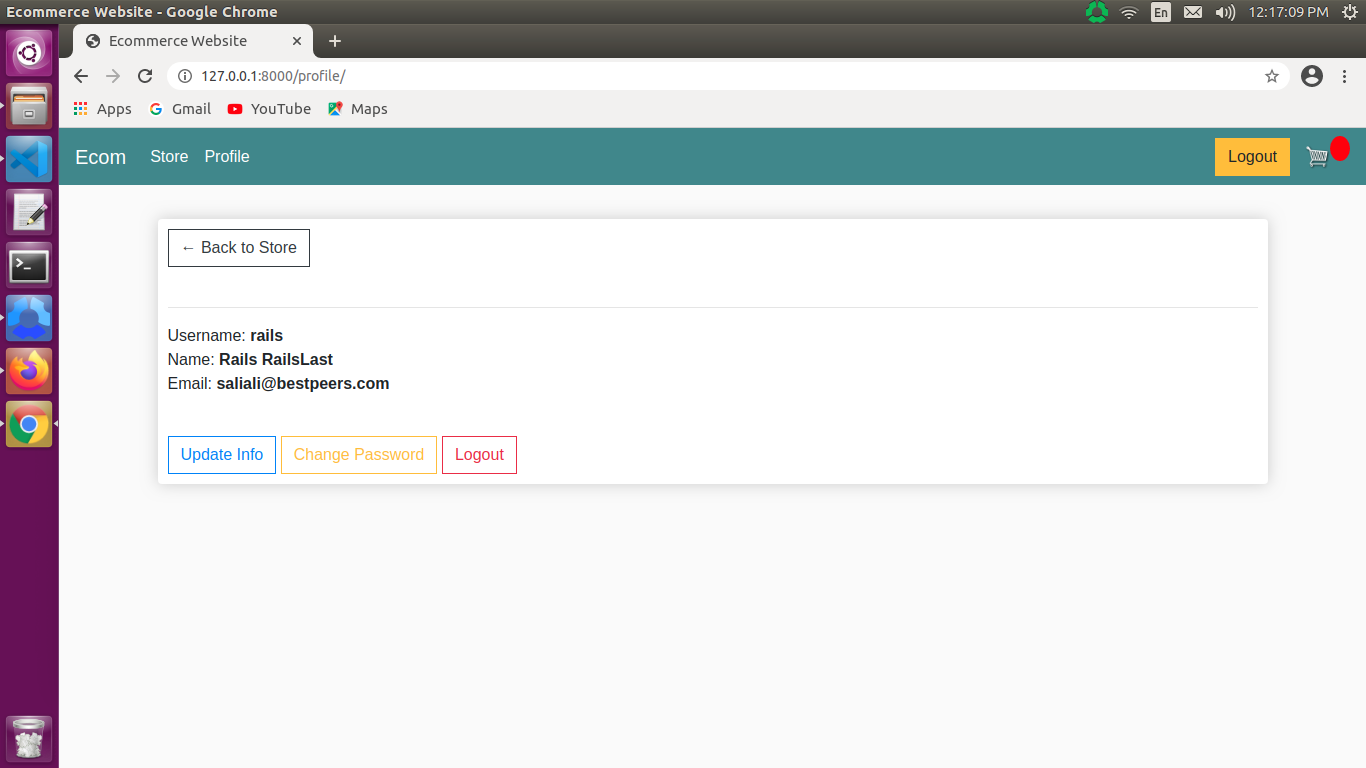 Ecommerce Website - Google Chrome
En
12:17:09 PM
Ecommerce Website
127.0.0.1:8000/profile/
Apps Gmail YouTube Maps
Ecom Store Profile Logout
← Back to Store
Username: rails
Name: Rails RailsLast
Email: saliali@bestpeers.com
Update Info Change Password Logout